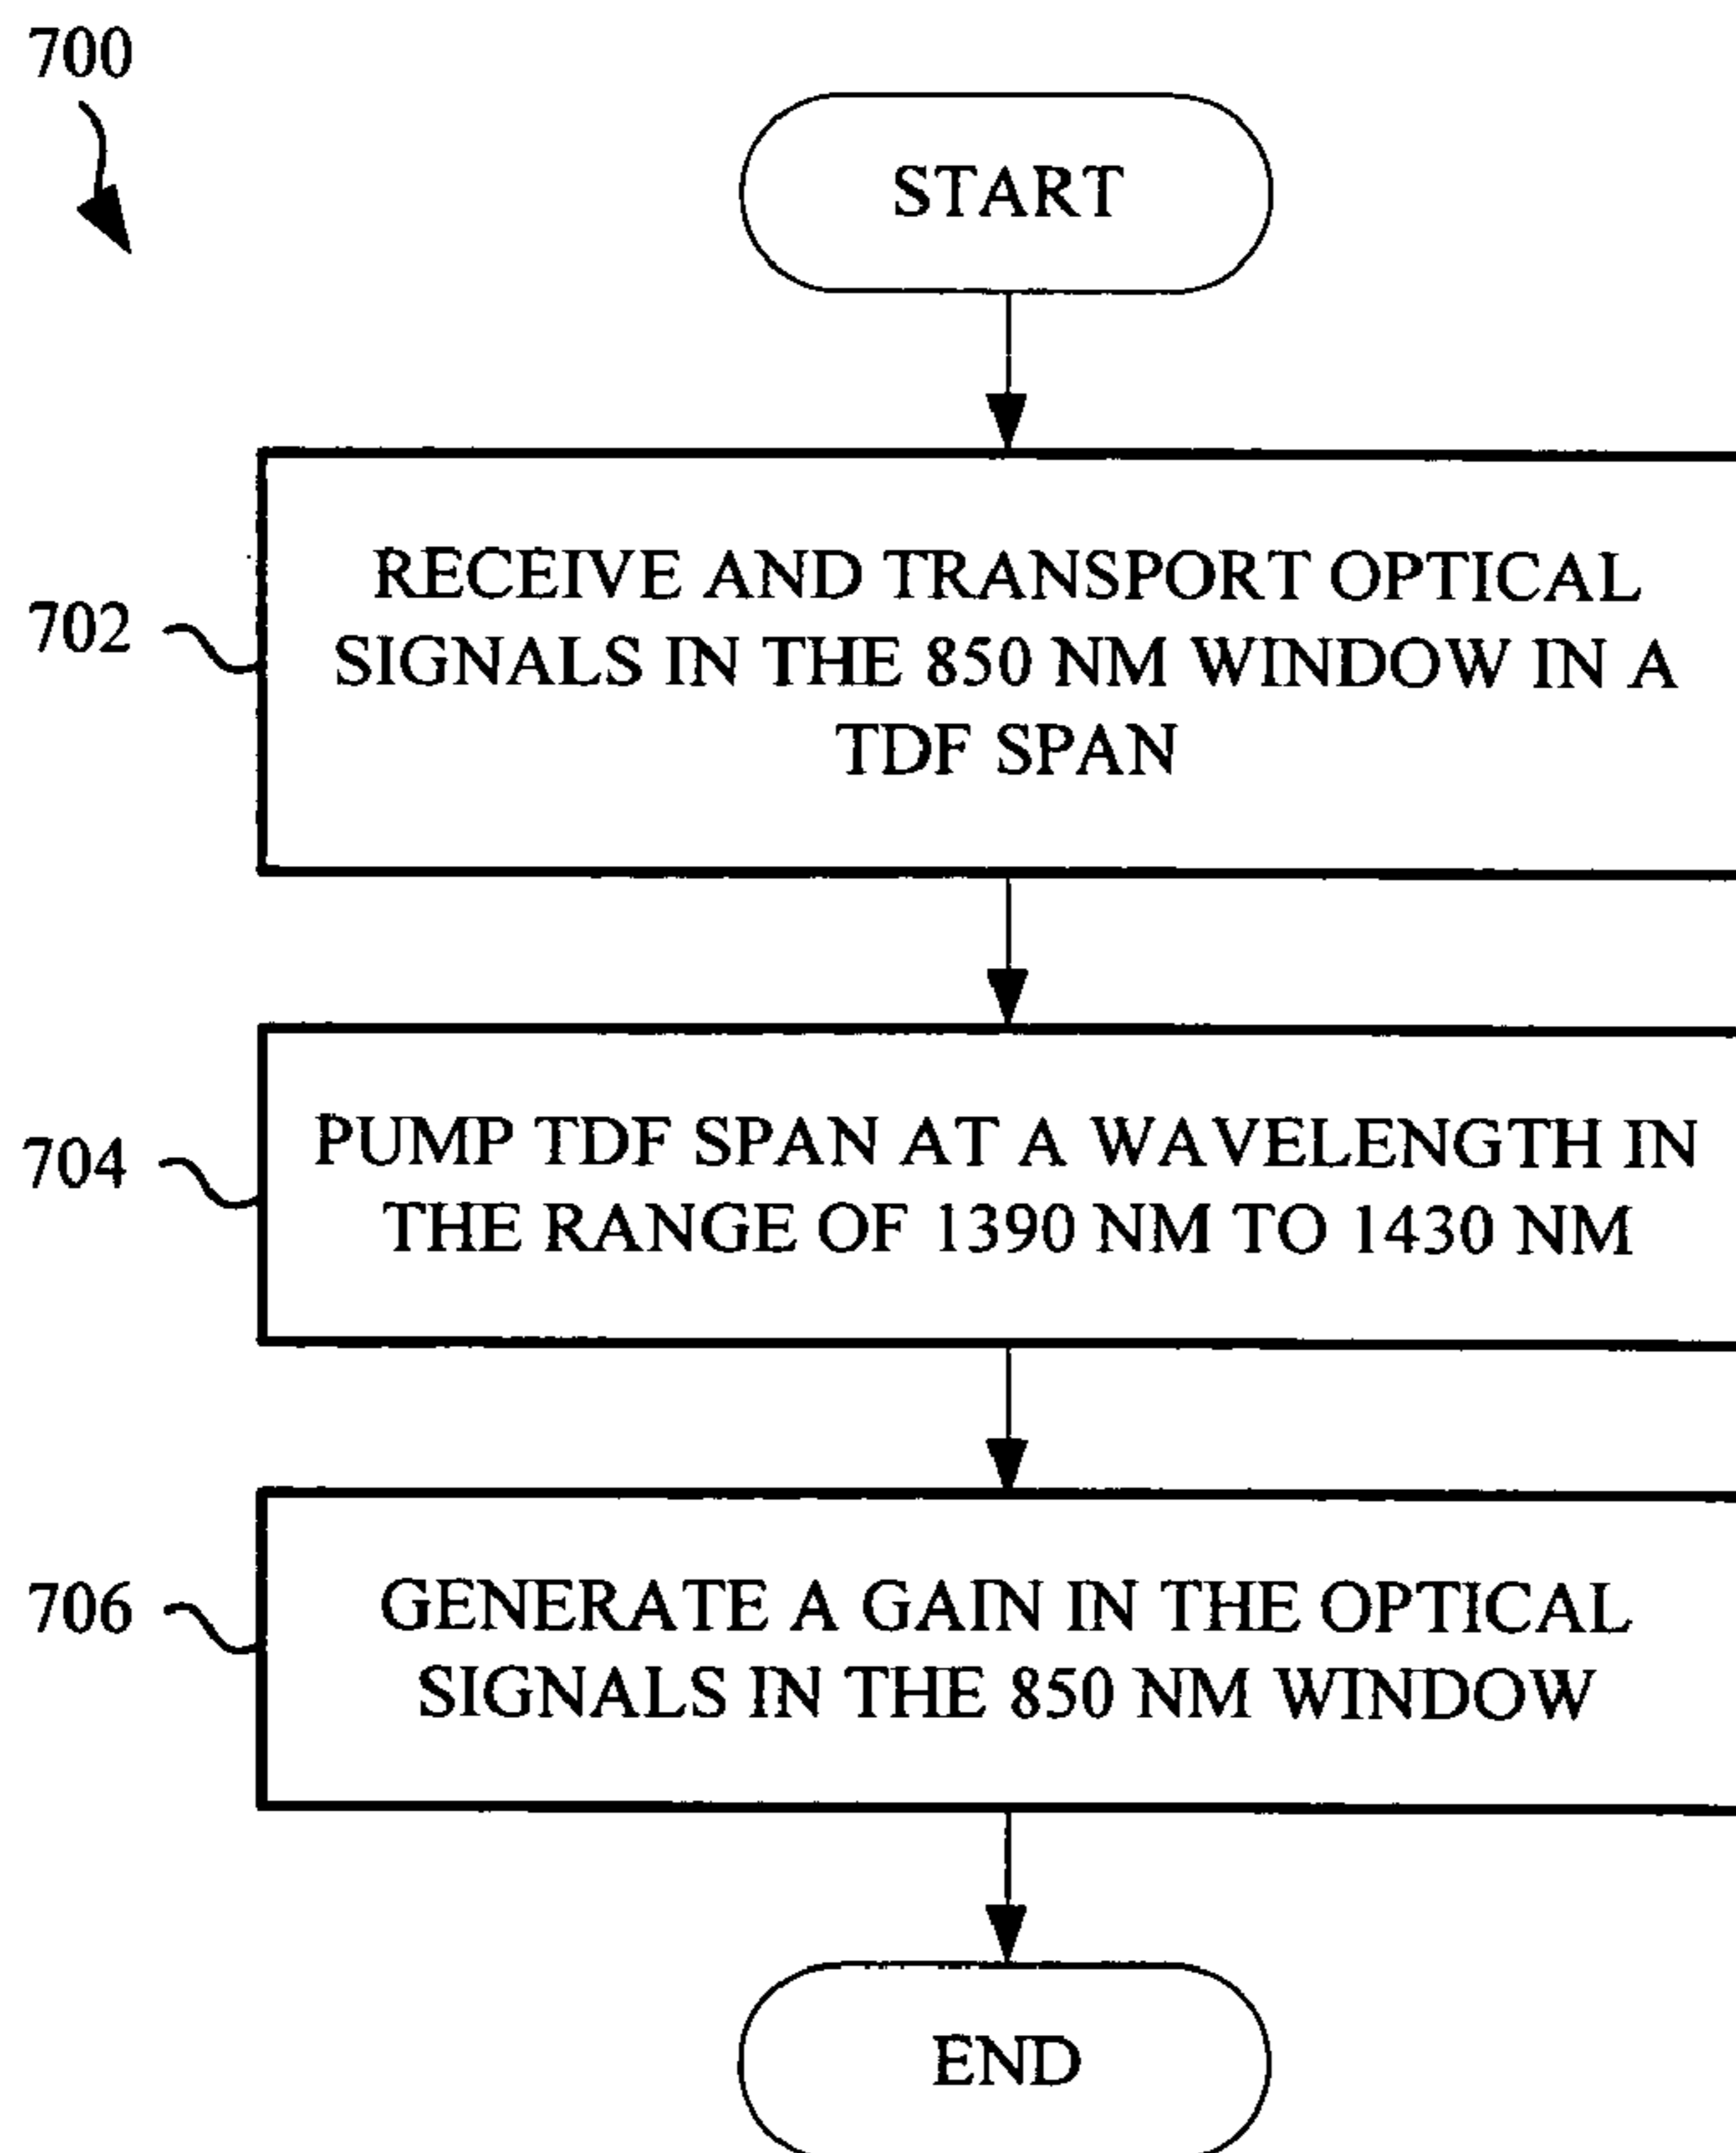 700
START
702
RECEIVE AND TRANSPORT OPTICAL
SIGNALS IN THE 850 NM WINDOW IN A
TDF SPAN
704
PUMP TDF SPAN AT A WAVELENGTH IN
THE RANGE OF 1390 NM TO 1430 NM
706
GENERATE A GAIN IN THE OPTICAL
SIGNALS IN THE 850 NM WINDOW
END